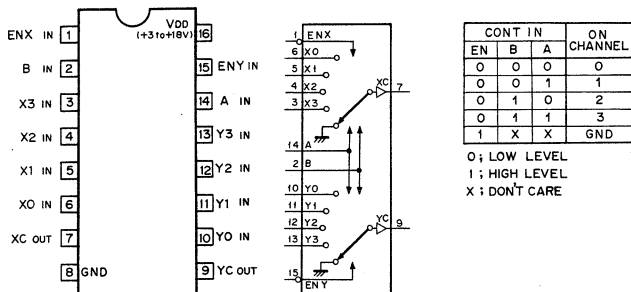 ENX IN 1
B IN 2
X3 IN 3
X2 IN 4
X1 IN 5
X0 IN 6
XC OUT 7
8 GND
VDD 16
(+3 to +18V)
15 ENY IN
14 A IN
13 Y3 IN
12 Y2 IN
11 Y1 IN
10 Y0 IN
9 YC OUT
1 ENX
6 X0
5 X1
4 X2
3 X3
XC 7
14 A
2 B
10 Y0
11 Y1
12 Y2
13 Y3
YC 9
15 ENY
CONT IN ON CHANNEL
EN B A
0 0 0 0
0 0 1 1
0 1 0 2
0 1 1 3
1 X X GND
0 ; LOW LEVEL
1 ; HIGH LEVEL
X ; DON'T CARE